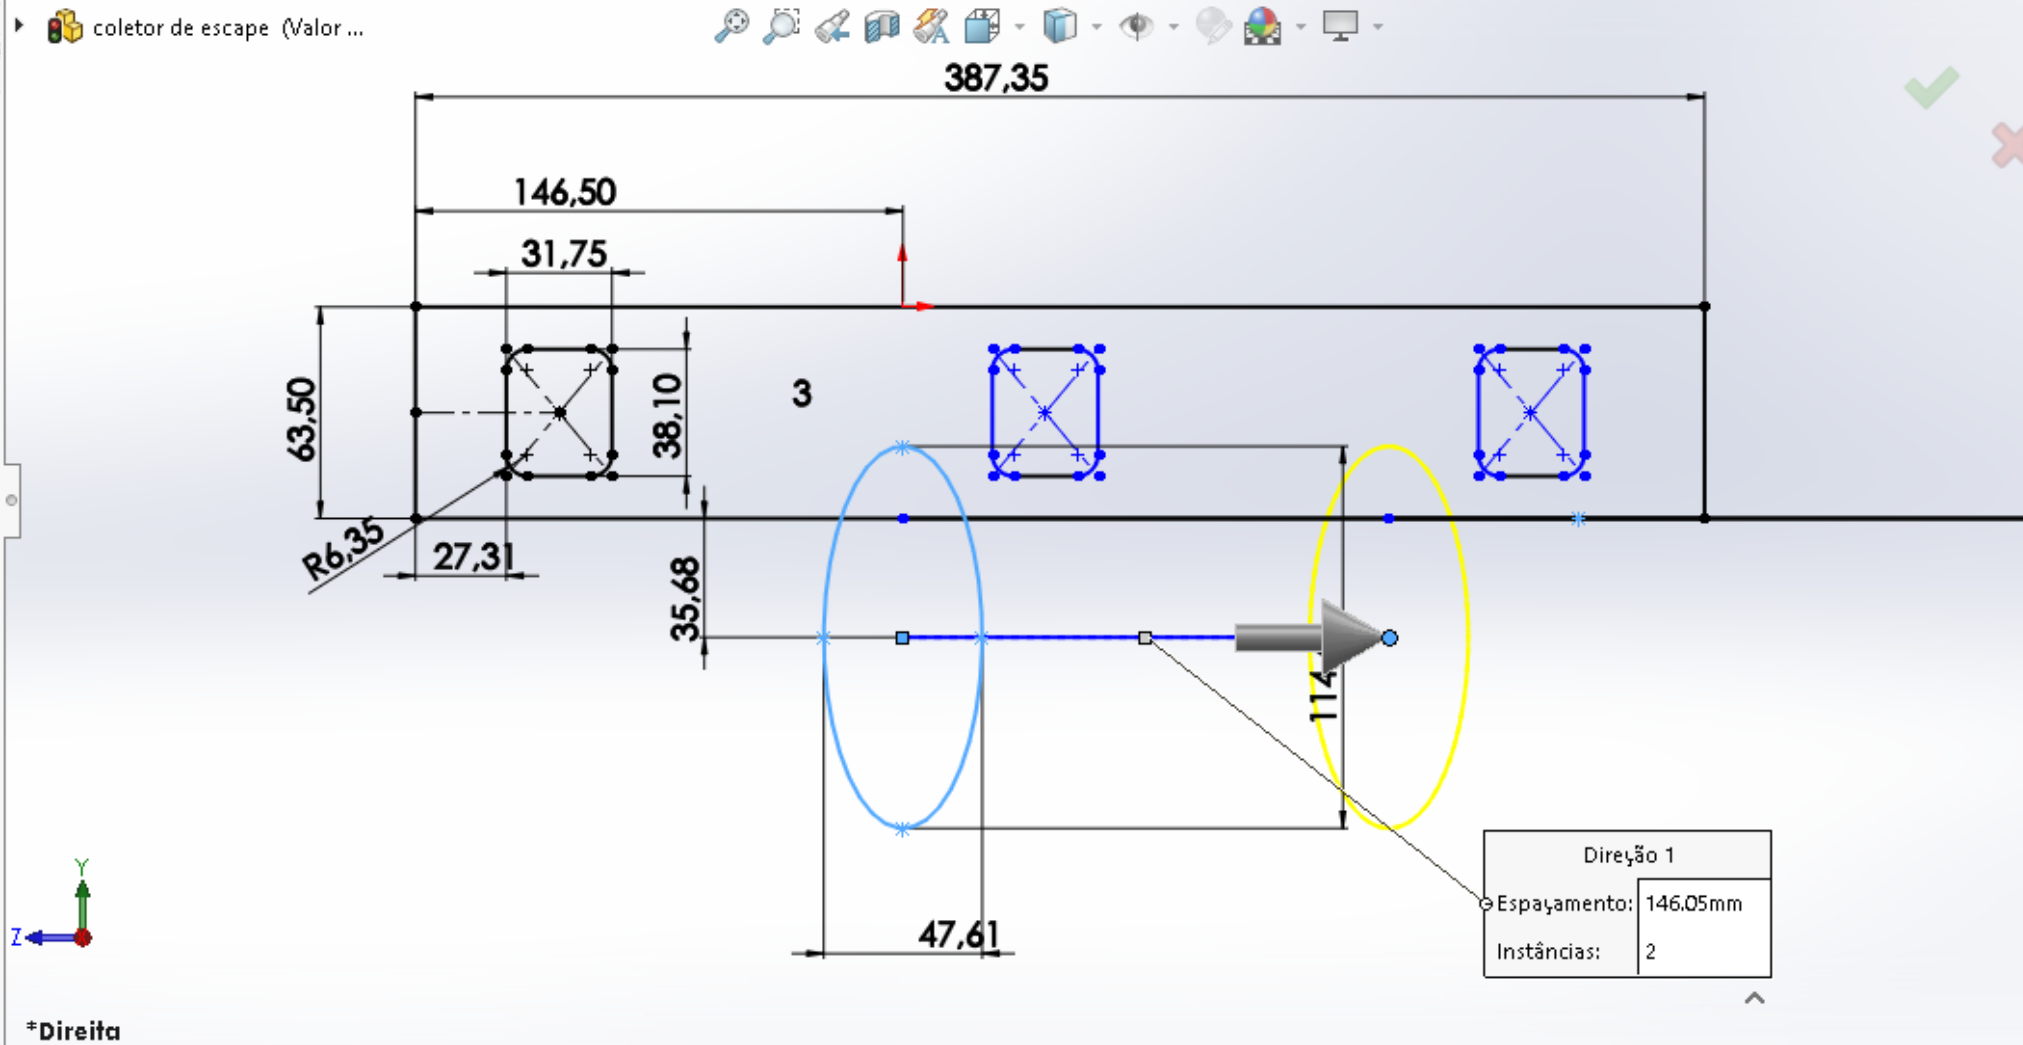 coletor de escape (Valor ...
387,35
146,50
31,75
63,50
38,10
3
R6,35
27,31
35,68
114
47,61
Direção 1
Espaçamento: 146.05mm
Instâncias: 2
Y
Z
*Direita